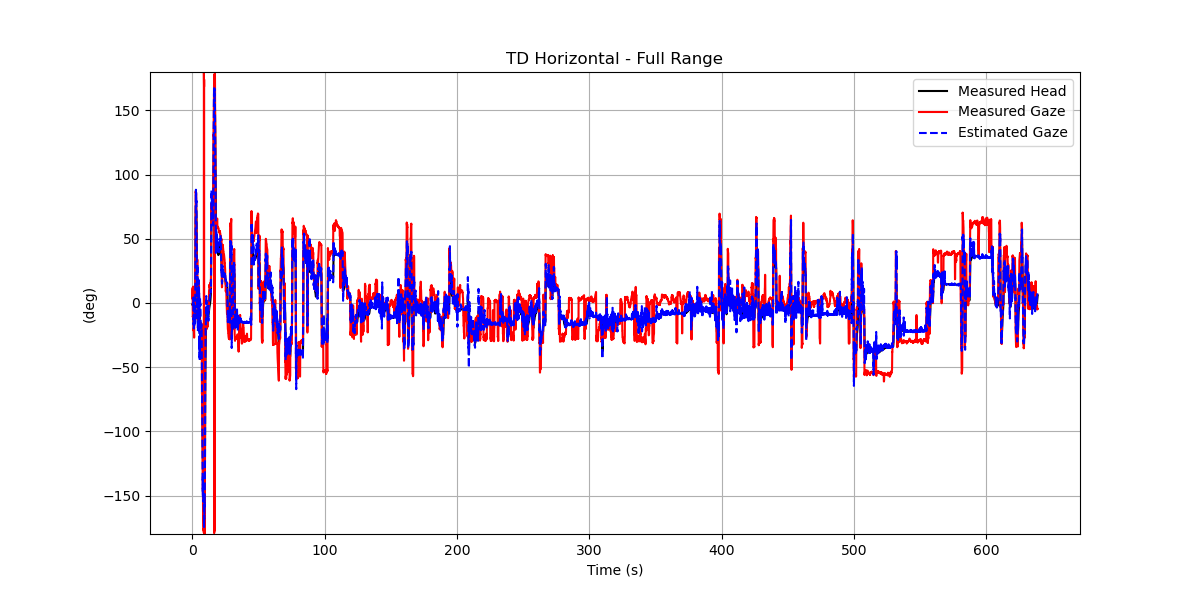 TD Horizontal - Full Range
Measured Head
Measured Gaze
Estimated Gaze
150
100
50
0
−50
−100
−150
(deg)
0 100 200 300 400 500 600
Time (s)